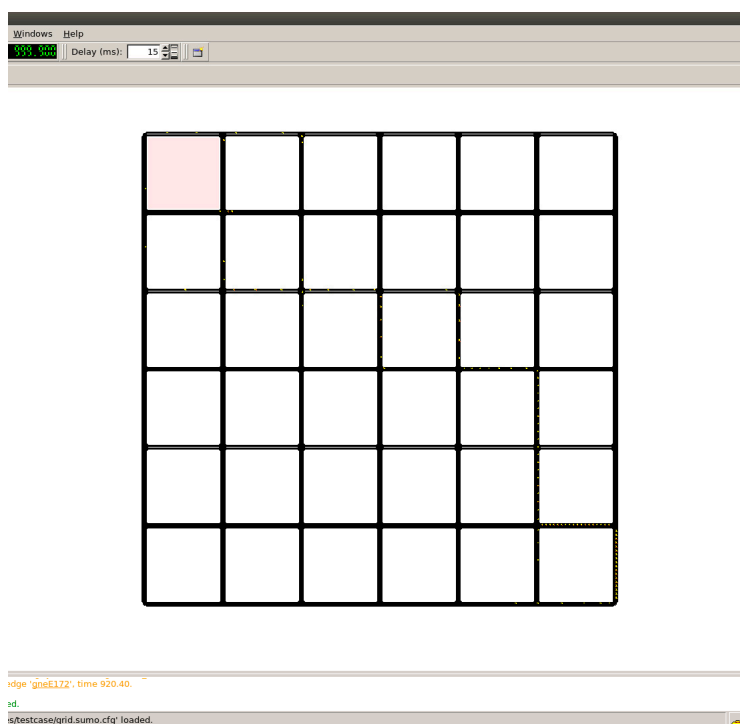 Windows Help
999.900 Delay (ms): 15
edge 'gneE172', time 920.40.
ed.
s/testcase/grid.sumo.cfg' loaded.